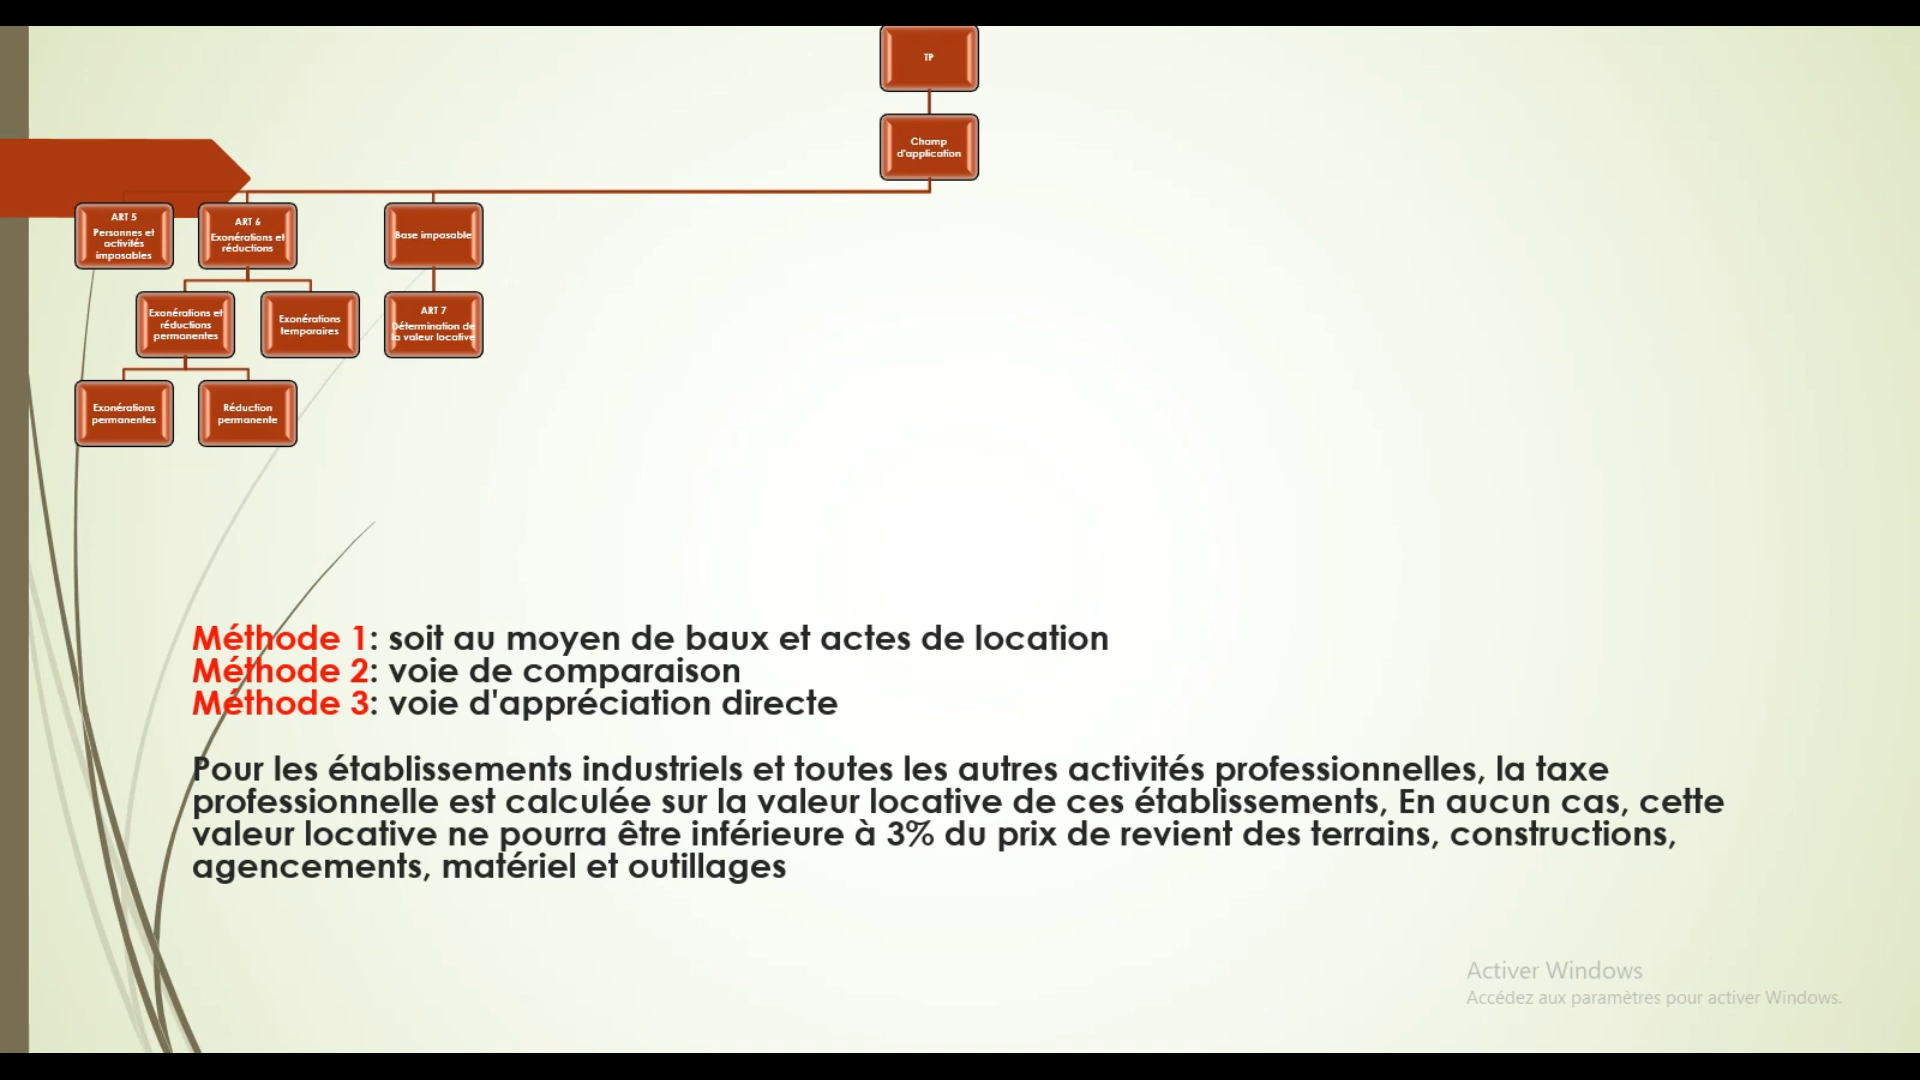 TP
Champ
d'application
ART 5
Personnes et
activités
imposables
ART 6
Exonérations et
réductions
Base imposable
Exonérations et
réductions
permanentes
Exonérations
temporaires
ART 7
Détermination de
la valeur locative
Exonérations
permanentes
Réduction
permanente
Méthode 1: soit au moyen de baux et actes de location
Méthode 2: voie de comparaison
Méthode 3: voie d'appréciation directe
Pour les établissements industriels et toutes les autres activités professionnelles, la taxe
professionnelle est calculée sur la valeur locative de ces établissements, En aucun cas, cette
valeur locative ne pourra être inférieure à 3% du prix de revient des terrains, constructions,
agencements, matériel et outillages
Activer Windows
Accédez aux paramètres pour activer Windows.